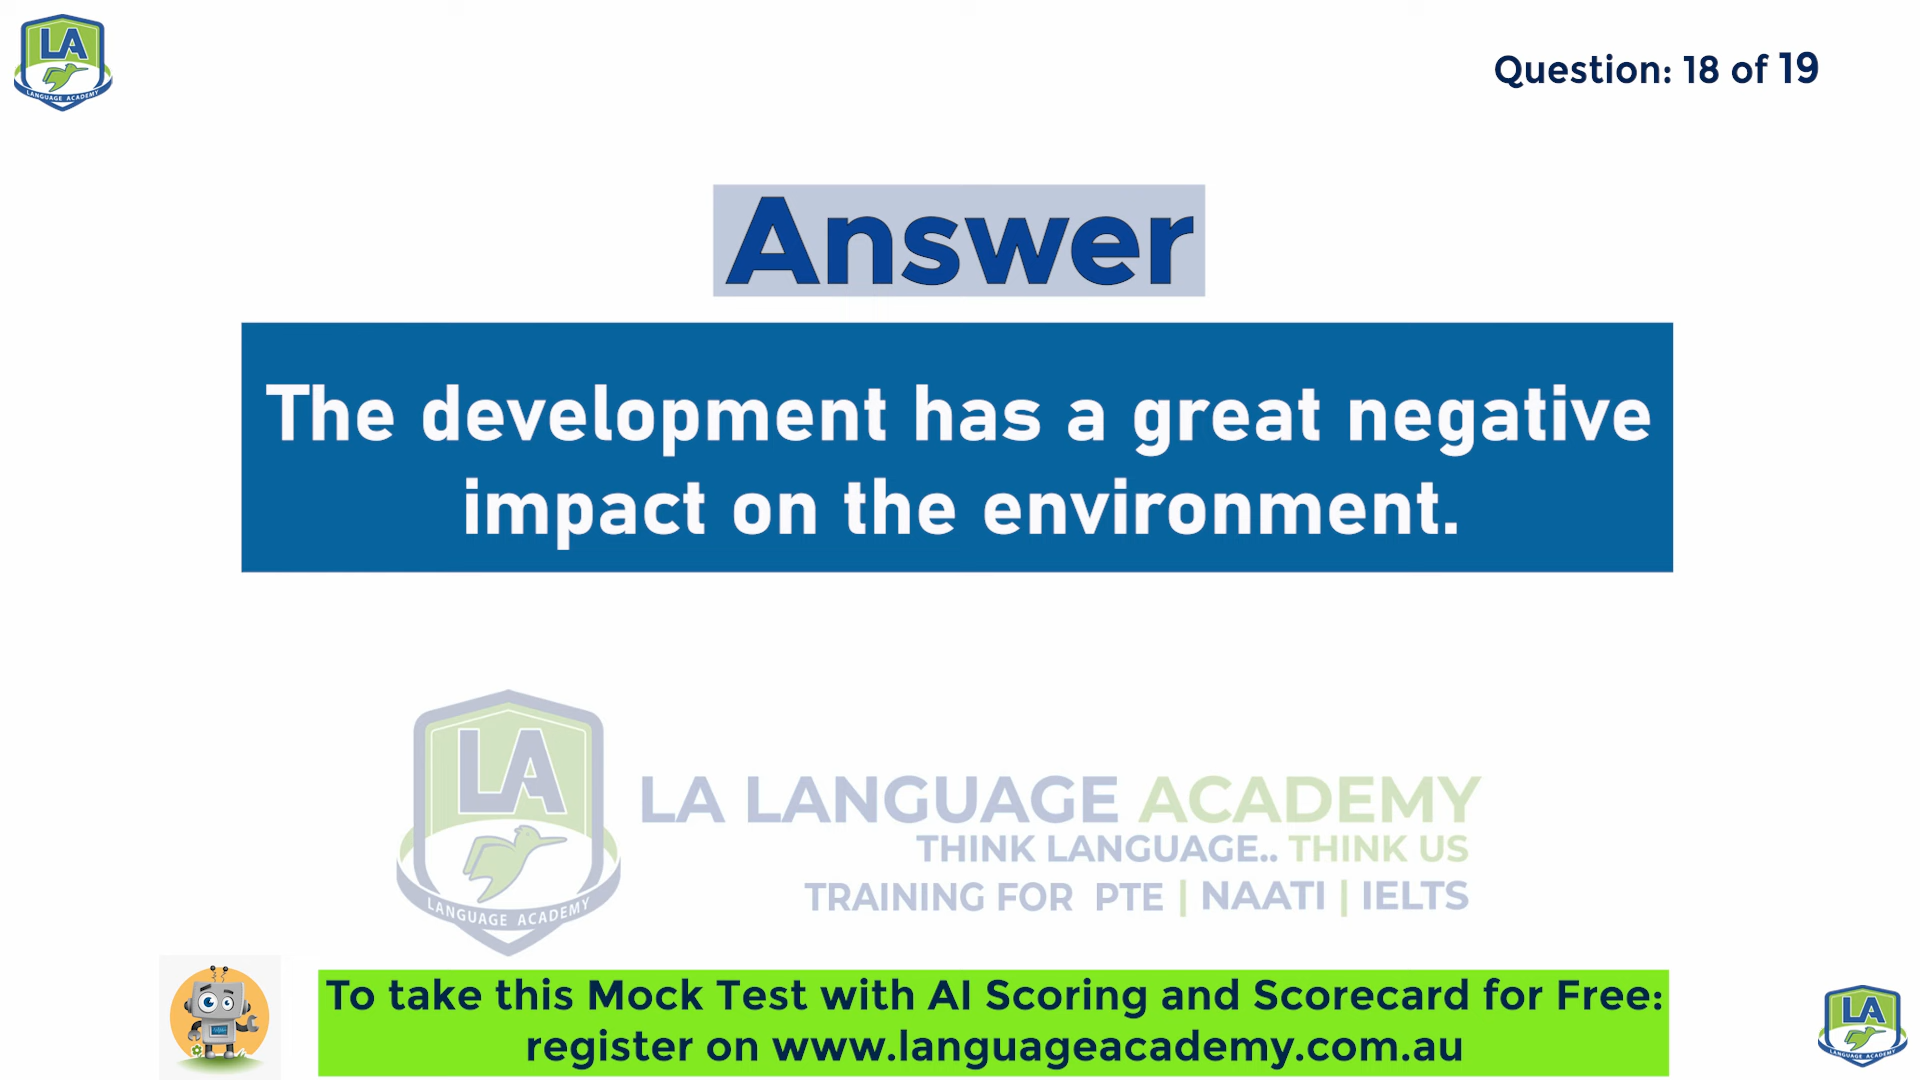 LA
LANGUAGE ACADEMY
Question: 18 of 19
Answer
The development has a great negative
impact on the environment.
LA
LANGUAGE ACADEMY
LA LANGUAGE ACADEMY
THINK LANGUAGE.. THINK US
TRAINING FOR PTE | NAATI | IELTS
To take this Mock Test with AI Scoring and Scorecard for Free:
register on www.languageacademy.com.au
LA
LANGUAGE ACADEMY